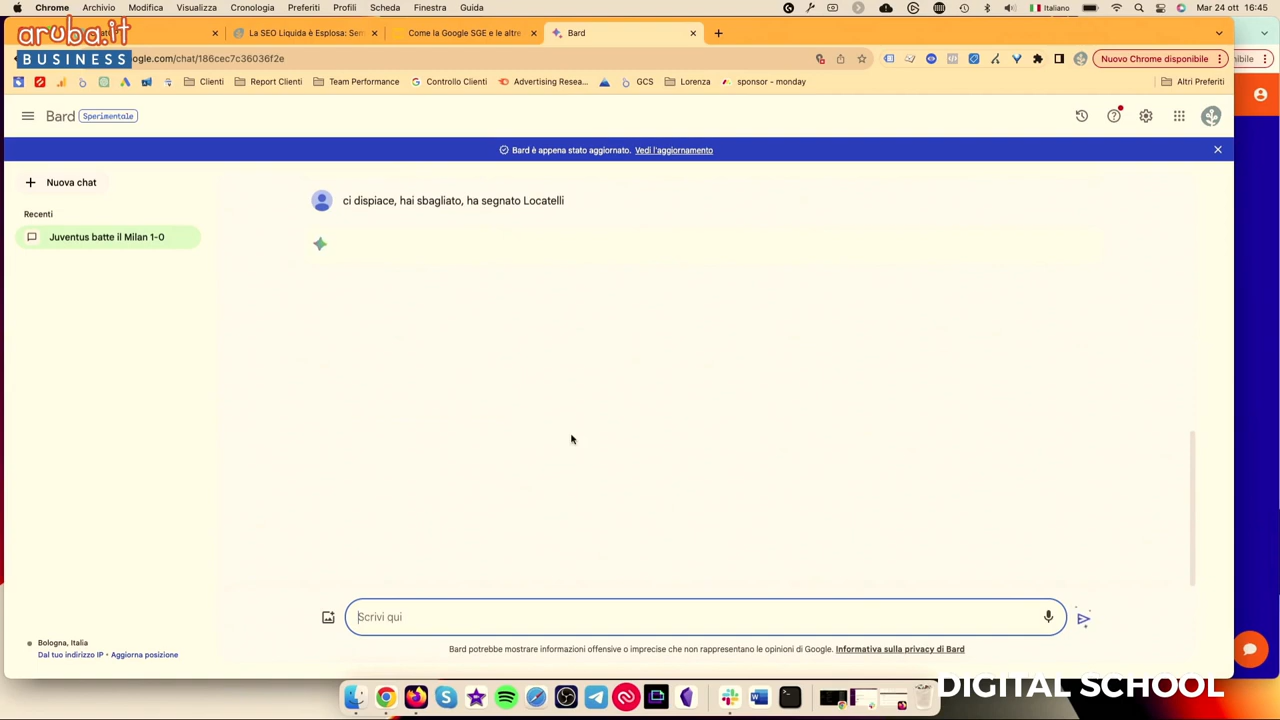 Chrome Archivio Modifica Visualizza Cronologia Preferiti Profili Scheda Finestra Guida Italiano Mar 24 ott 16:45
aruba.it
BUSINESS
La SEO Liquida è Esplosa: Sem
Come la Google SGE e le altre
Bard
ogle.com/chat/186cec7c36036f2e
Nuovo Chrome disponibile
Clienti Report Clienti Team Performance Controllo Clienti Advertising Resea... GCS Lorenza sponsor - monday Altri Preferiti
Bard Sperimentale
Bard è appena stato aggiornato. Vedi l'aggiornamento
Nuova chat
Recenti
Juventus batte il Milan 1-0
ci dispiace, hai sbagliato, ha segnato Locatelli
Scrivi qui
Bologna, Italia
Dal tuo indirizzo IP • Aggiorna posizione
Bard potrebbe mostrare informazioni offensive o imprecise che non rappresentano le opinioni di Google. Informativa sulla privacy di Bard
DIGITAL SCHOOL